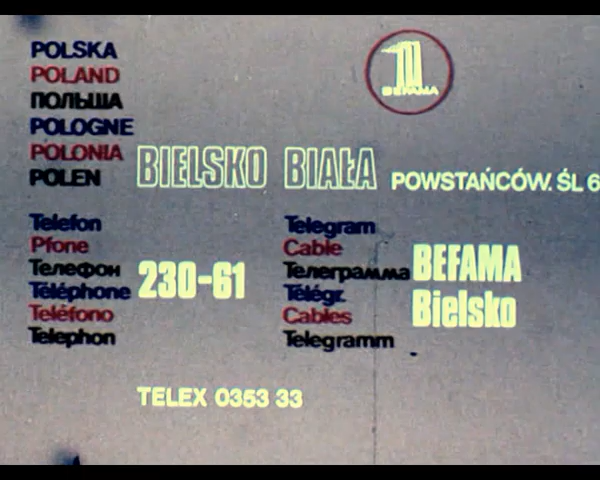 BEFAMA
POLSKA
POLAND
ПОЛЬША
POLOGNE
POLONIA
POLEN
BIELSKO BIAŁA POWSTAŃCÓW. ŚL 6
Telefon
Pfone
Телефон
Téléphone
Teléfono
Telephon
230-61
Telegram
Cable
Телеграмма
Télégr.
Cables
Telegramm
BEFAMA
Bielsko
TELEX 0353 33